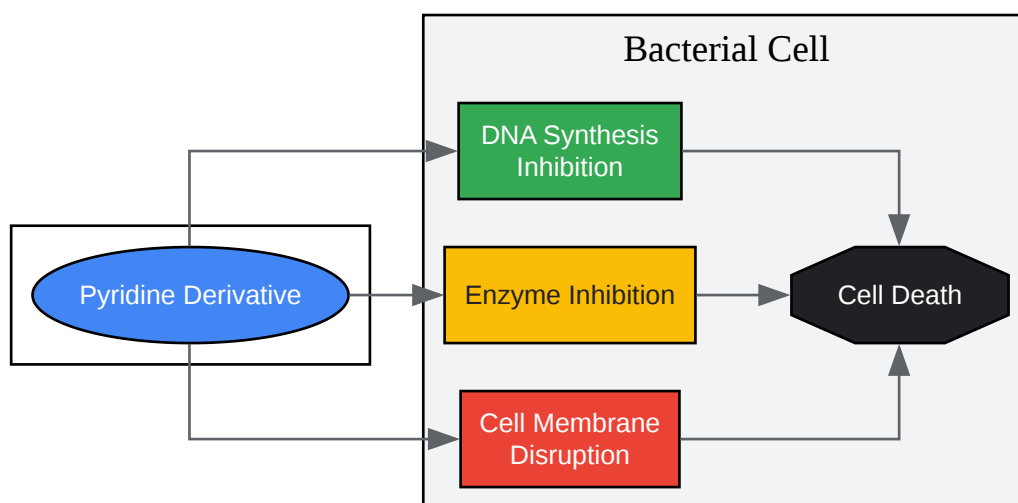 Bacterial Cell
DNA Synthesis
Inhibition
Pyridine Derivative
Enzyme Inhibition
Cell Death
Cell Membrane
Disruption